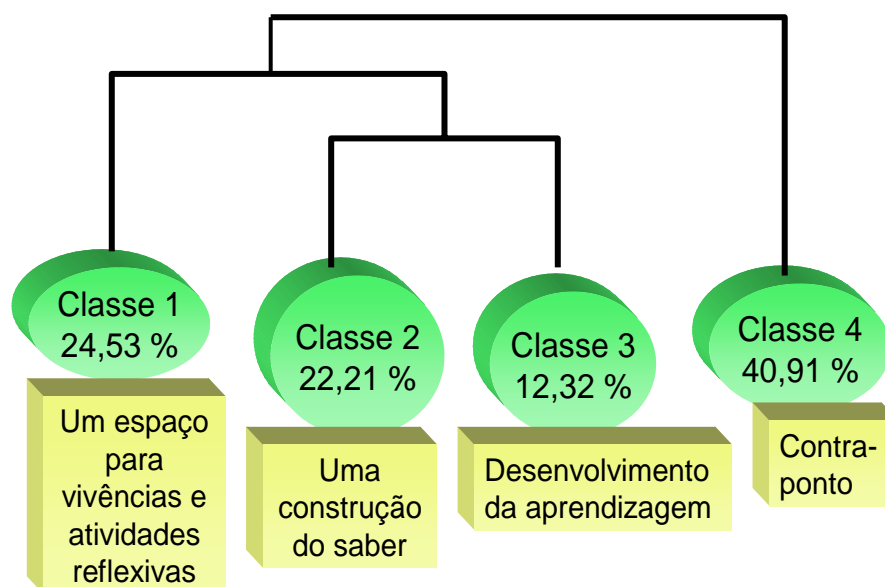 Classe 1
24,53 %
Um espaço
para
vivências e
atividades
reflexivas
Classe 2
22,21 %
Uma
construção
do saber
Classe 3
12,32 %
Desenvolvimento
da aprendizagem
Classe 4
40,91 %
Contra-
ponto